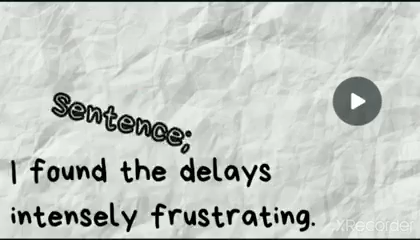 Sentence;
I found the delays
intensely frustrating.
XRecorder